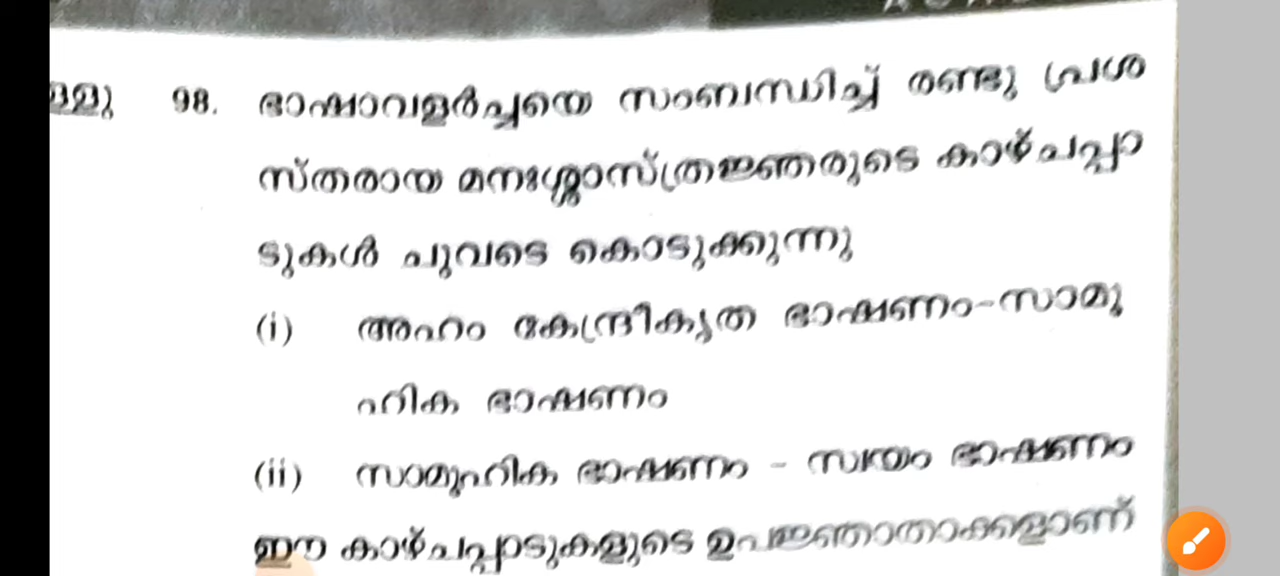 ള്ളു 98. ഭാഷാവളർച്ചയെ സംബന്ധിച്ച് രണ്ടു പ്രശ
സ്തരായ മനഃശ്ശാസ്ത്രജ്ഞരുടെ കാഴ്ചപ്പാ
ടുകൾ ചുവടെ കൊടുക്കുന്നു
(i) അഹം കേന്ദ്രീകൃത ഭാഷണം-സാമൂ
ഹിക ഭാഷണം
(ii) സാമൂഹിക ഭാഷണം - സ്വയം ഭാഷണം
ഈ കാഴ്ചപ്പാടുകളുടെ ഉപജ്ഞാതാക്കളാണ്